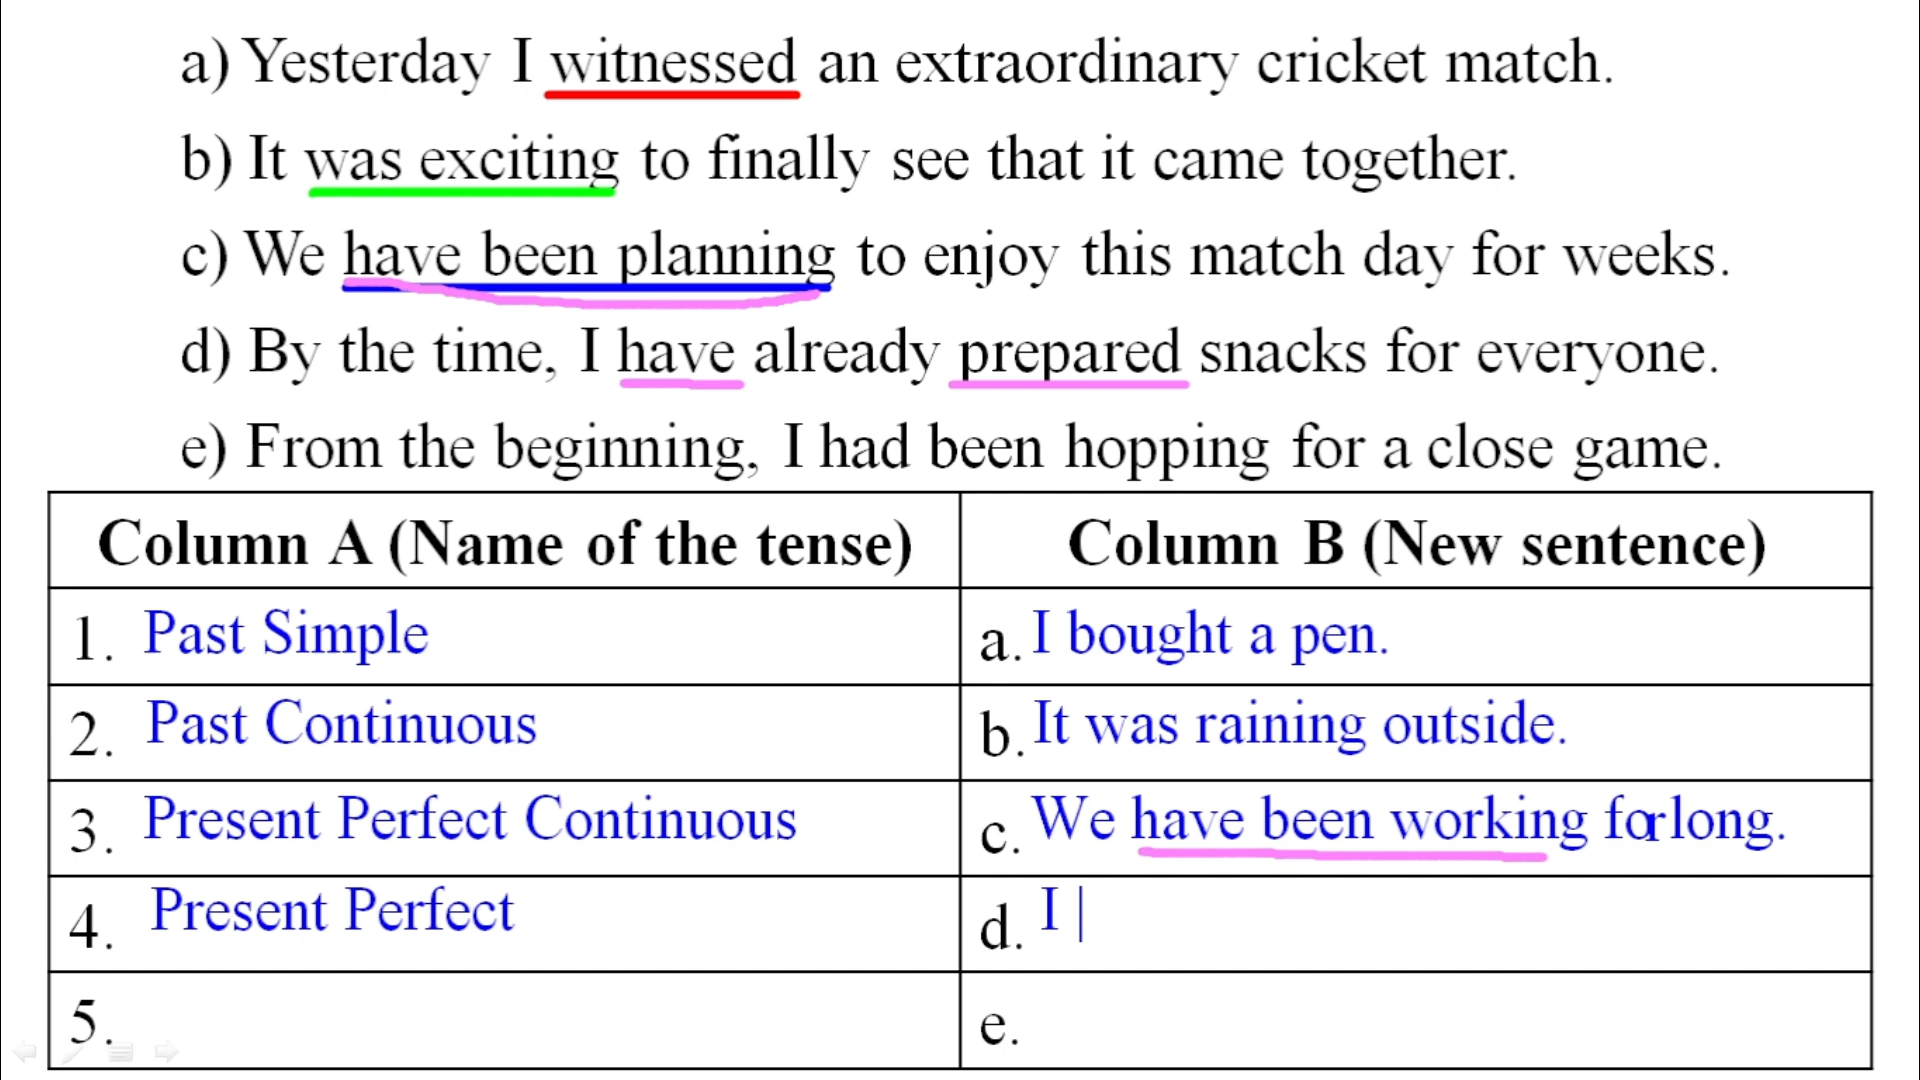 a) Yesterday I witnessed an extraordinary cricket match.
b) It was exciting to finally see that it came together.
c) We have been planning to enjoy this match day for weeks.
d) By the time, I have already prepared snacks for everyone.
e) From the beginning, I had been hopping for a close game.
Column A (Name of the tense) Column B (New sentence)
1. Past Simple a. I bought a pen.
2. Past Continuous b. It was raining outside.
3. Present Perfect Continuous c. We have been working for long.
4. Present Perfect d. I
5. e.